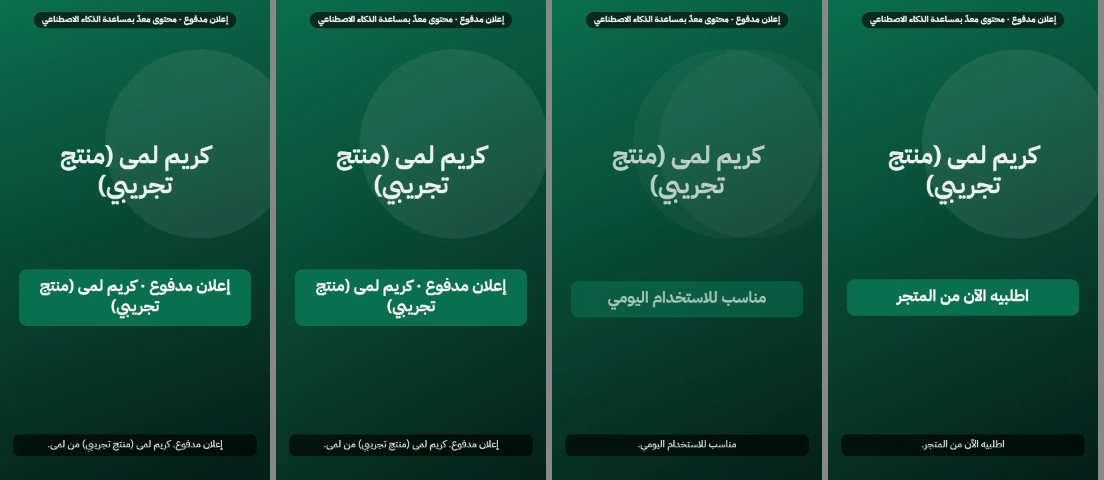 إعلان مدفوع · محتوى معدّ بمساعدة الذكاء الاصطناعي
كريم لمى (منتج
تجريبي)
إعلان مدفوع · كريم لمى (منتج
تجريبي)
إعلان مدفوع. كريم لمى (منتج تجريبي) من لمى.
إعلان مدفوع · محتوى معدّ بمساعدة الذكاء الاصطناعي
كريم لمى (منتج
تجريبي)
إعلان مدفوع · كريم لمى (منتج
تجريبي)
إعلان مدفوع. كريم لمى (منتج تجريبي) من لمى.
إعلان مدفوع · محتوى معدّ بمساعدة الذكاء الاصطناعي
كريم لمى (منتج
تجريبي)
مناسب للاستخدام اليومي
مناسب للاستخدام اليومي.
إعلان مدفوع · محتوى معدّ بمساعدة الذكاء الاصطناعي
كريم لمى (منتج
تجريبي)
اطلبيه الآن من المتجر
اطلبيه الآن من المتجر.